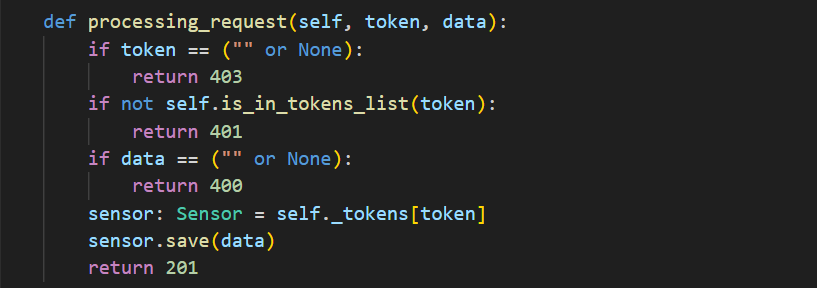 def processing_request(self, token, data):
    if token == ("" or None):
        return 403
    if not self.is_in_tokens_list(token):
        return 401
    if data == ("" or None):
        return 400
    sensor: Sensor = self._tokens[token]
    sensor.save(data)
    return 201